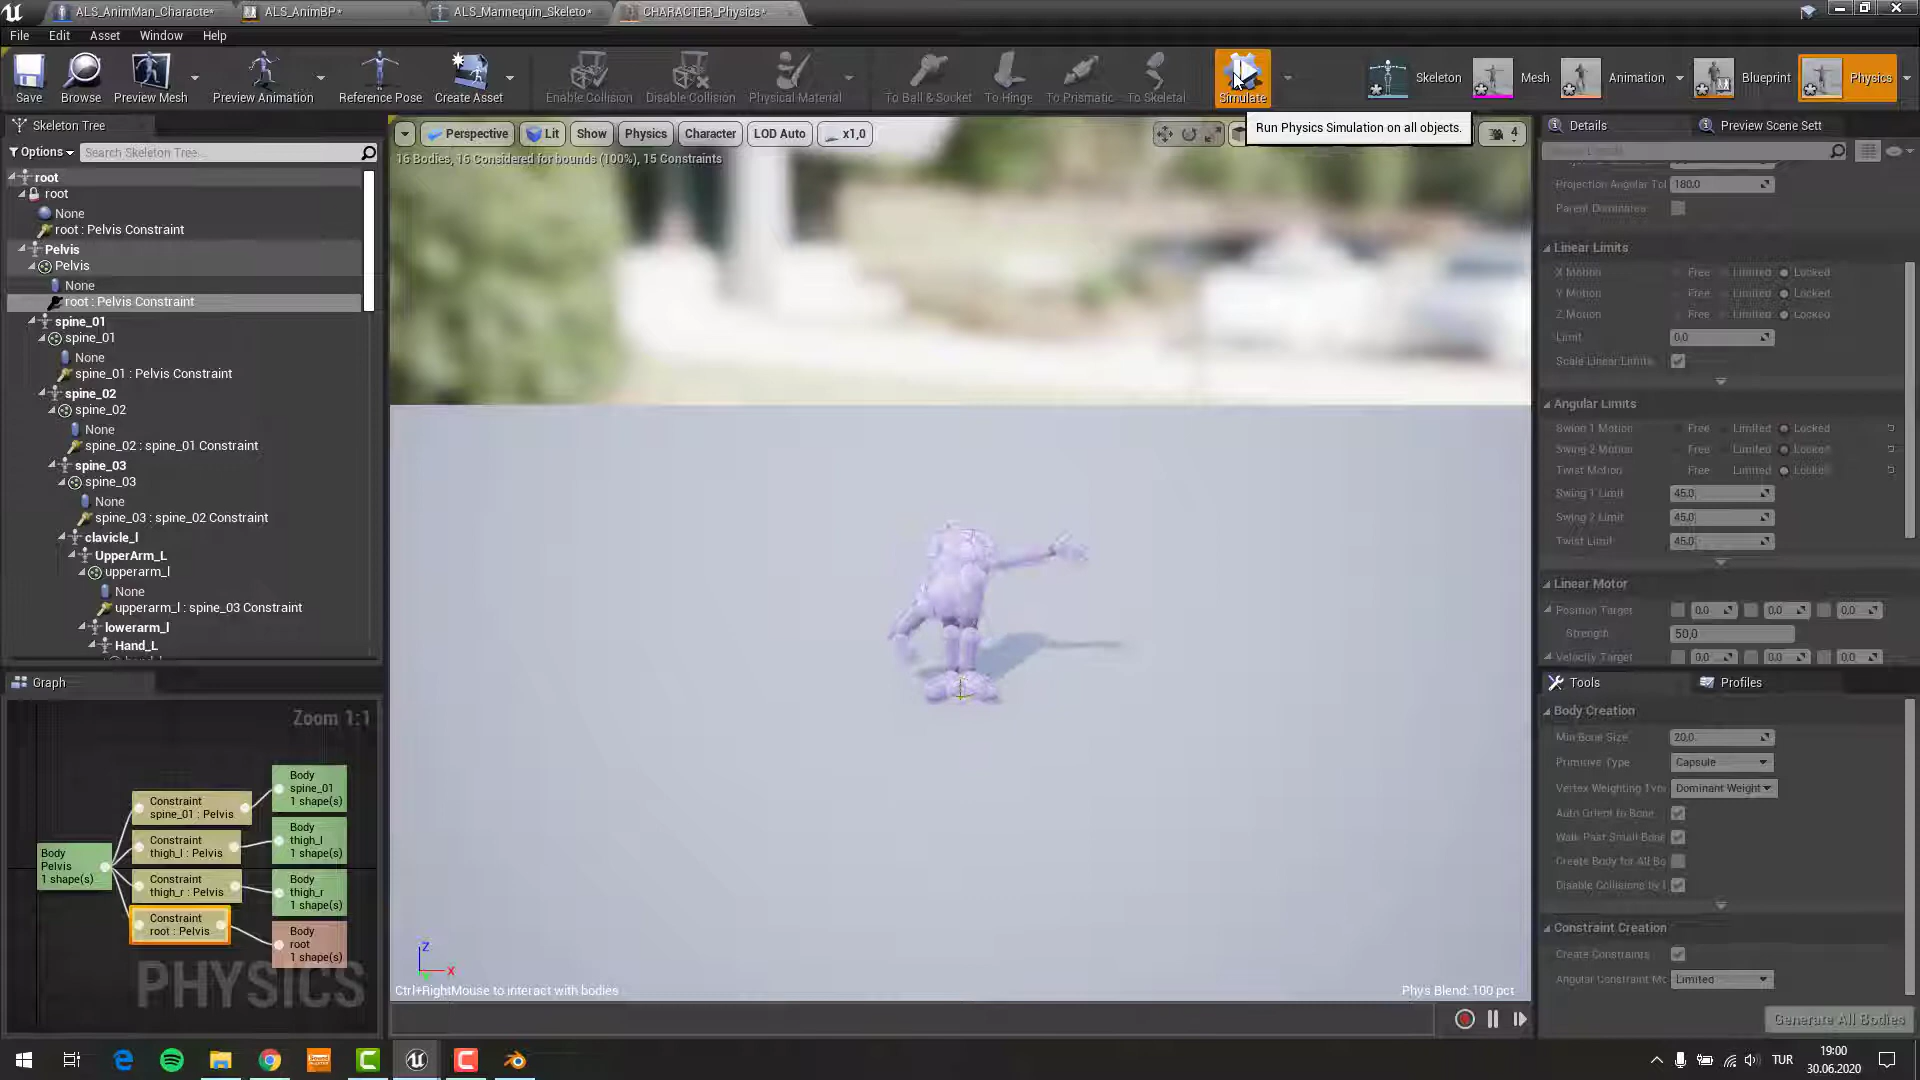 ALS_AnimMan_Characte*
ALS_AnimBP*
ALS_Mannequin_Skeleto*
CHARACTER_Physics*
File
Edit
Asset
Window
Help
Save
Browse
Preview Mesh
Preview Animation
Reference Pose
Create Asset
Enable Collision
Disable Collision
Physical Material
To Ball & Socket
To Hinge
To Prismatic
To Skeletal
Simulate
Skeleton
Mesh
Animation
Blueprint
Physics
Run Physics Simulation on all objects.
Skeleton Tree
Options
Search Skeleton Tree...
root
root
None
root : Pelvis Constraint
Pelvis
Pelvis
None
root : Pelvis Constraint
spine_01
spine_01
None
spine_01 : Pelvis Constraint
spine_02
spine_02
None
spine_02 : spine_01 Constraint
spine_03
spine_03
None
spine_03 : spine_02 Constraint
clavicle_l
UpperArm_L
upperarm_l
None
upperarm_l : spine_03 Constraint
lowerarm_l
Hand_L
Perspective
Lit
Show
Physics
Character
LOD Auto
x1,0
4
16 Bodies, 16 Considered for bounds (100%), 15 Constraints
Z
X
Ctrl+RightMouse to interact with bodies
Phys Blend: 100 pct
Graph
Zoom 1:1
Body
Pelvis
1 shape(s)
Constraint
spine_01 : Pelvis
Constraint
thigh_l : Pelvis
Constraint
thigh_r : Pelvis
Constraint
root : Pelvis
Body
spine_01
1 shape(s)
Body
thigh_l
1 shape(s)
Body
thigh_r
1 shape(s)
Body
root
1 shape(s)
PHYSICS
Details
Preview Scene Sett
Projection Angular Tol 180,0
Parent Dominates
Linear Limits
X Motion Free Limited Locked
Y Motion Free Limited Locked
Z Motion Free Limited Locked
Limit 0,0
Scale Linear Limits
Angular Limits
Swing 1 Motion Free Limited Locked
Swing 2 Motion Free Limited Locked
Twist Motion Free Limited Locked
Swing 1 Limit 45,0
Swing 2 Limit 45,0
Twist Limit 45,0
Linear Motor
Position Target 0,0 0,0 0,0
Strength 50,0
Velocity Target 0,0 0,0 0,0
Tools
Profiles
Body Creation
Min Bone Size 20,0
Primitive Type Capsule
Vertex Weighting Dominant Weight
Auto Orient to Bone
Walk Past Small Bone
Create Body for All Bo
Disable Collisions by
Constraint Creation
Create Constraints
Angular Constraint Mo Limited
Generate All Bodies
TUR
19:00
30.06.2020